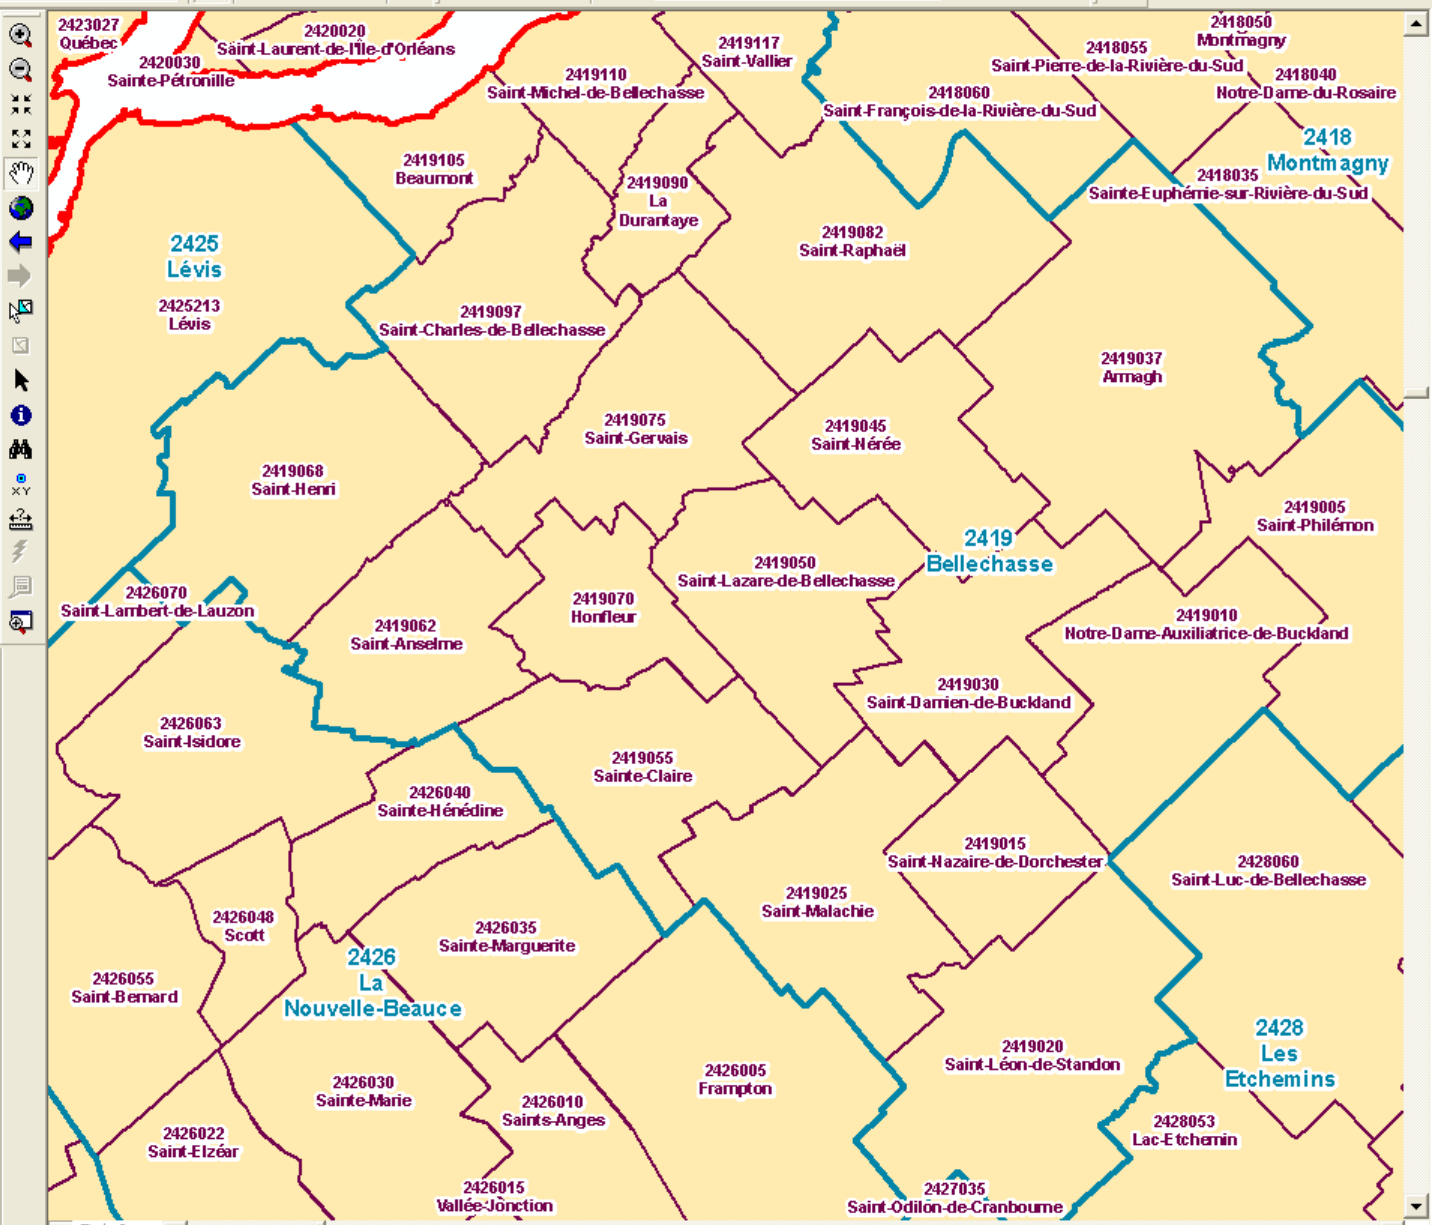 2423027
Québec
2420020
Saint-Laurent-de-l'Île-d'Orléans
2420030
Sainte-Pétronille
2419117
Saint-Vallier
2418050
Montmagny
2418055
Saint-Pierre-de-la-Rivière-du-Sud
2419110
Saint-Michel-de-Bellechasse
2418040
Notre-Dame-du-Rosaire
2418060
Saint-François-de-la-Rivière-du-Sud
2418
Montmagny
2419105
Beaumont
2418035
Sainte-Euphémie-sur-Rivière-du-Sud
2419090
La
Durantaye
2419082
Saint-Raphaël
2425
Lévis
2425213
Lévis
2419097
Saint-Charles-de-Bellechasse
2419037
Armagh
2419075
Saint-Gervais
2419045
Saint-Nérée
2419068
Saint-Henri
2419005
Saint-Philémon
2419
Bellechasse
2419050
Saint-Lazare-de-Bellechasse
2426070
Saint-Lambert-de-Lauzon
2419070
Honfleur
2419010
Notre-Dame-Auxiliatrice-de-Buckland
2419062
Saint-Anselme
2419030
Saint-Damien-de-Buckland
2426063
Saint-Isidore
2419055
Sainte-Claire
2426040
Sainte-Hénédine
2419015
Saint-Nazaire-de-Dorchester
2428060
Saint-Luc-de-Bellechasse
2419025
Saint-Malachie
2426048
Scott
2426035
Sainte-Marguerite
2426
La
Nouvelle-Beauce
2426055
Saint-Bernard
2428
Les
Etchemins
2419020
Saint-Léon-de-Standon
2426005
Frampton
2426030
Sainte-Marie
2426010
Saints-Anges
2428053
Lac-Etchemin
2426022
Saint-Elzéar
2426015
Vallée-Jonction
2427035
Saint-Odilon-de-Cranbourne
XY